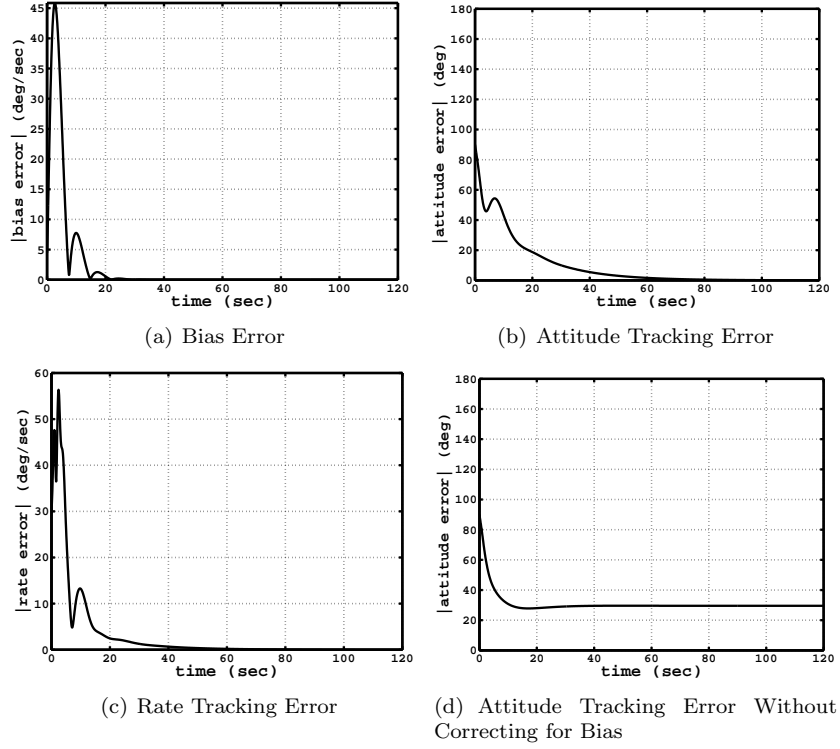 45
40
35
30
25
20
15
10
5
0
|bias error| (deg/sec)
0 20 40 60 80 100 120
time (sec)
(a) Bias Error
180
160
140
120
100
80
60
40
20
0
|attitude error| (deg)
0 20 40 60 80 100 120
time (sec)
(b) Attitude Tracking Error
60
50
40
30
20
10
0
|rate error| (deg/sec)
0 20 40 60 80 100 120
time (sec)
(c) Rate Tracking Error
180
160
140
120
100
80
60
40
20
0
|attitude error| (deg)
0 20 40 60 80 100 120
time (sec)
(d) Attitude Tracking Error Without
Correcting for Bias